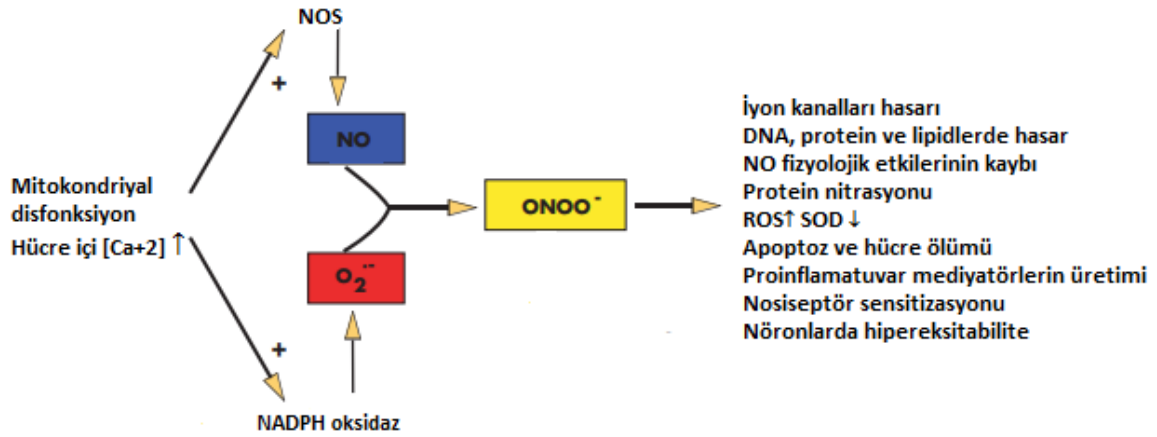 NOS
+
NO
Mitokondriyal
disfonksiyon
Hücre içi [Ca+2] ↑
ONOO⁻
O₂·⁻
+
NADPH oksidaz
İyon kanalları hasarı
DNA, protein ve lipidlerde hasar
NO fizyolojik etkilerinin kaybı
Protein nitrasyonu
ROS↑ SOD ↓
Apoptoz ve hücre ölümü
Proinflamatuvar mediyatörlerin üretimi
Nosiseptör sensitizasyonu
Nöronlarda hipereksitabilite